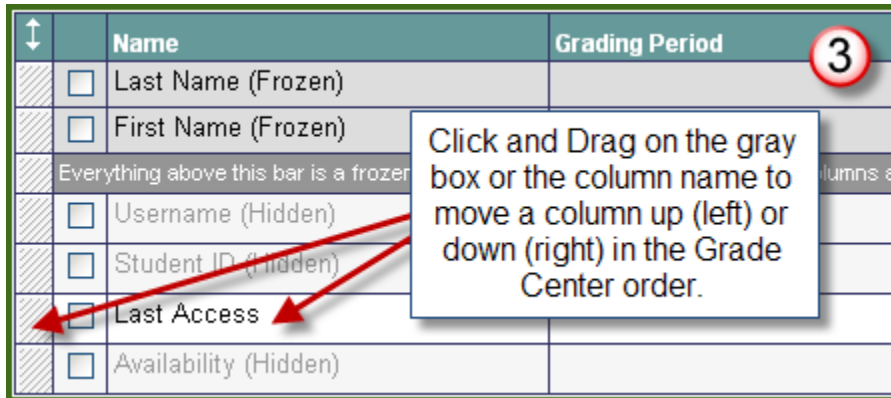 Name Grading Period
3
Last Name (Frozen)
First Name (Frozen)
Everything above this bar is a frozen
Username (Hidden)
Student ID (Hidden)
Last Access
Availability (Hidden)
Click and Drag on the gray
box or the column name to
move a column up (left) or
down (right) in the Grade
Center order.